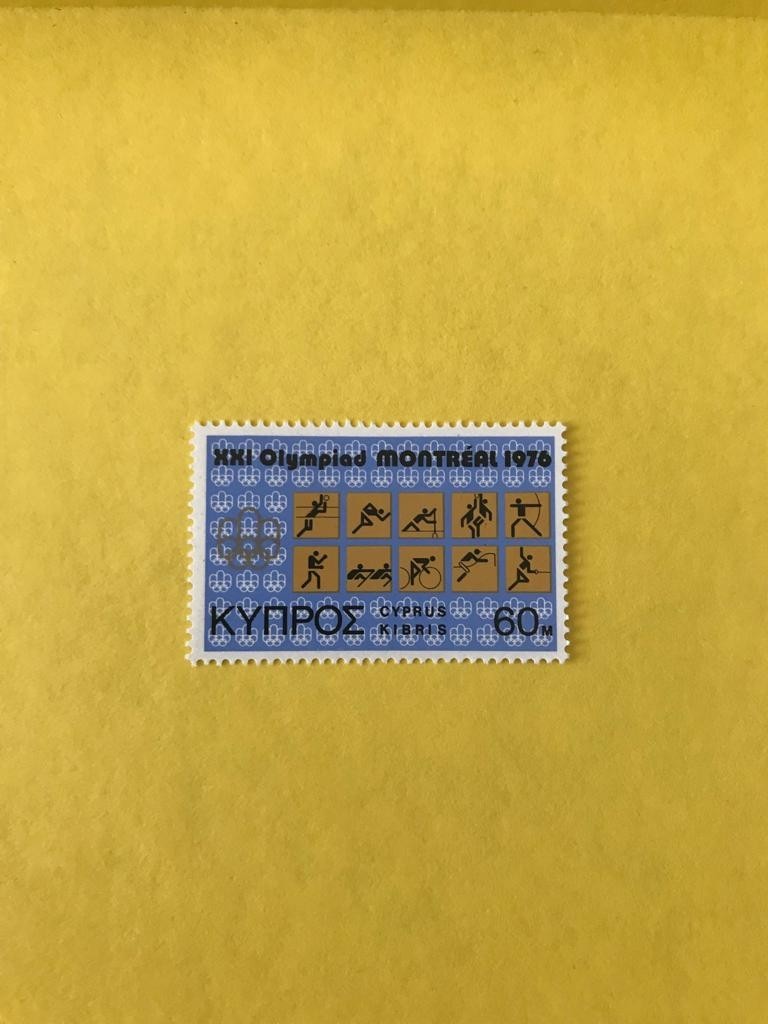 XXI Olympiad MONTRÉAL 1976
ΚΥΠΡΟΣ CYPRUS
KIBRIS 60M